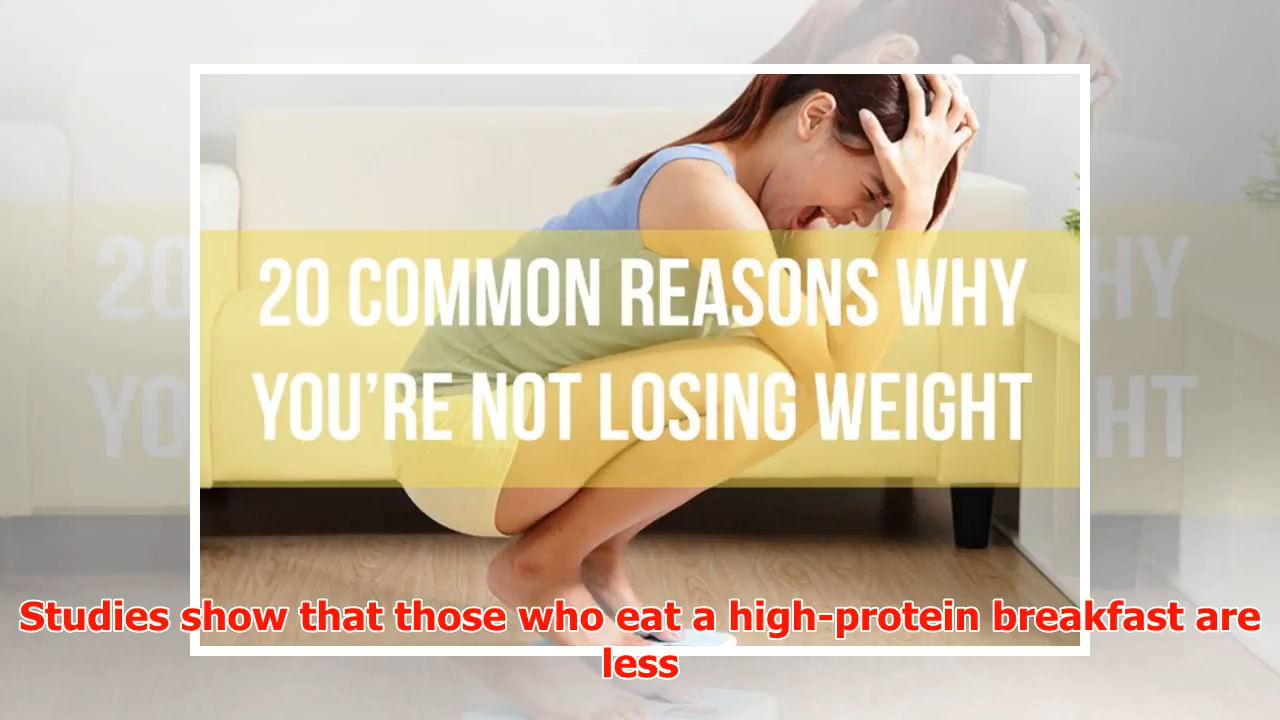 20 COMMON REASONS WHY
YOU'RE NOT LOSING WEIGHT
Studies show that those who eat a high-protein breakfast are
less